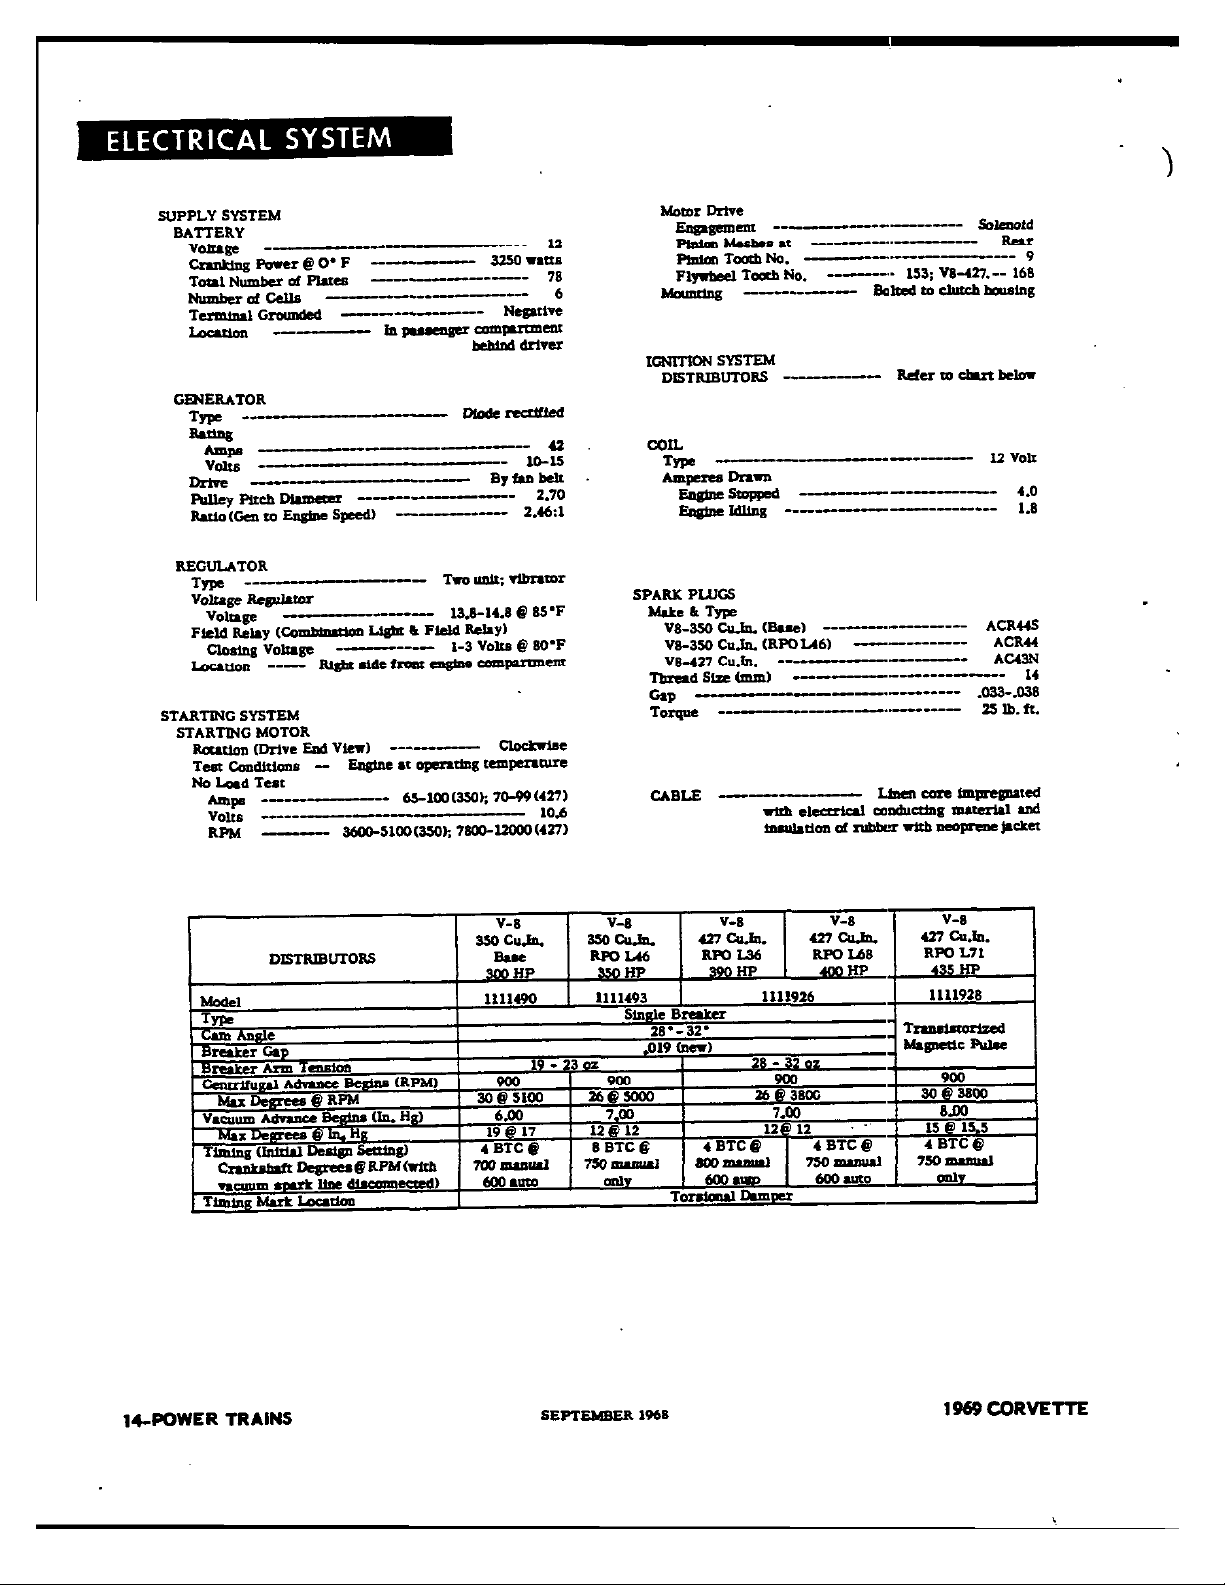 ELECTRICAL SYSTEM
SUPPLY SYSTEM
BATTERY
Voltage ---------- 12
Cranking Power @ O° F ---------- 3250 watts
Total Number of Plates ---------- 78
Number of Cells ---------- 6
Terminal Grounded ---------- Negative
Location ---------- In passenger compartment
behind driver
GENERATOR
Type ---------- Diode rectified
Rating
Amps ---------- 42
Volts ---------- 10-15
Drive ---------- By fan belt
Pulley Pitch Diameter ---------- 2.70
Ratio (Gen to Engine Speed) ---------- 2.46:1
REGULATOR
Type ---------- Two unit; vibrator
Voltage Regulator
Voltage ---------- 13.8-14.8 @ 85°F
Field Relay (Combination Light & Field Relay)
Closing Voltage ---------- 1-3 Volts @ 80°F
Location ----- Right side front engine compartment
STARTING SYSTEM
STARTING MOTOR
Rotation (Drive End View) ---------- Clockwise
Test Conditions -- Engine at operating temperature
No Load Test
Amps ---------- 65-100 (350); 70-99 (427)
Volts ---------- 10.6
RPM ---------- 3600-5100 (350); 7800-12000 (427)
Motor Drive
Engagement ---------- Solenoid
Pinion Meshes at ---------- Rear
Pinion Tooth No. ---------- 9
Flywheel Tooth No. ---------- 153; V8-427.-- 168
Mounting ---------- Bolted to clutch housing
IGNITION SYSTEM
DISTRIBUTORS ---------- Refer to chart below
COIL
Type ---------- 12 Volt
Amperes Drawn
Engine Stopped ---------- 4.0
Engine Idling ---------- 1.8
SPARK PLUGS
Make & Type
V8-350 Cu.In. (Base) ---------- ACR44S
V8-350 Cu.In. (RPO L46) ---------- ACR44
V8-427 Cu.In. ---------- AC43N
Thread Size (mm) ---------- 14
Gap ---------- .033-.038
Torque ---------- 25 lb. ft.
CABLE ---------- Linen core impregnated
with electrical conducting material and
insulation of rubber with neoprene jacket
DISTRIBUTORS
V-8 350 Cu.In. Base 300 HP
V-8 350 Cu.In. RPO L46 350 HP
V-8 427 Cu.In. RPO L36 390 HP
V-8 427 Cu.In. RPO L68 400 HP
V-8 427 Cu.In. RPO L71 435 HP
Model 1111490 1111493 1111926 1111928
Type Single Breaker Transistorized Magnetic Pulse
Cam Angle 28° - 32°
Breaker Gap .019 (new)
Breaker Arm Tension 19 - 23 oz 28 - 32 oz
Centrifugal Advance Begins (RPM) 900 900 900 900
Max Degrees @ RPM 30 @ 5100 26 @ 5000 26 @ 3800 30 @ 3800
Vacuum Advance Begins (In. Hg) 6.00 7.00 7.00 8.00
Max Degrees @ In. Hg 19 @ 17 12 @ 12 12 @ 12 15 @ 15.5
Timing (Initial Design Setting) 4 BTC @ 8 BTC @ 4 BTC @ 4 BTC @ 4 BTC @
Crankshaft Degrees @ RPM (with 700 manual 750 manual 800 manual 750 manual 750 manual
vacuum spark line disconnected) 600 auto only 600 auto 600 auto only
Timing Mark Location Torsional Damper
14-POWER TRAINS SEPTEMBER 1968 1969 CORVETTE